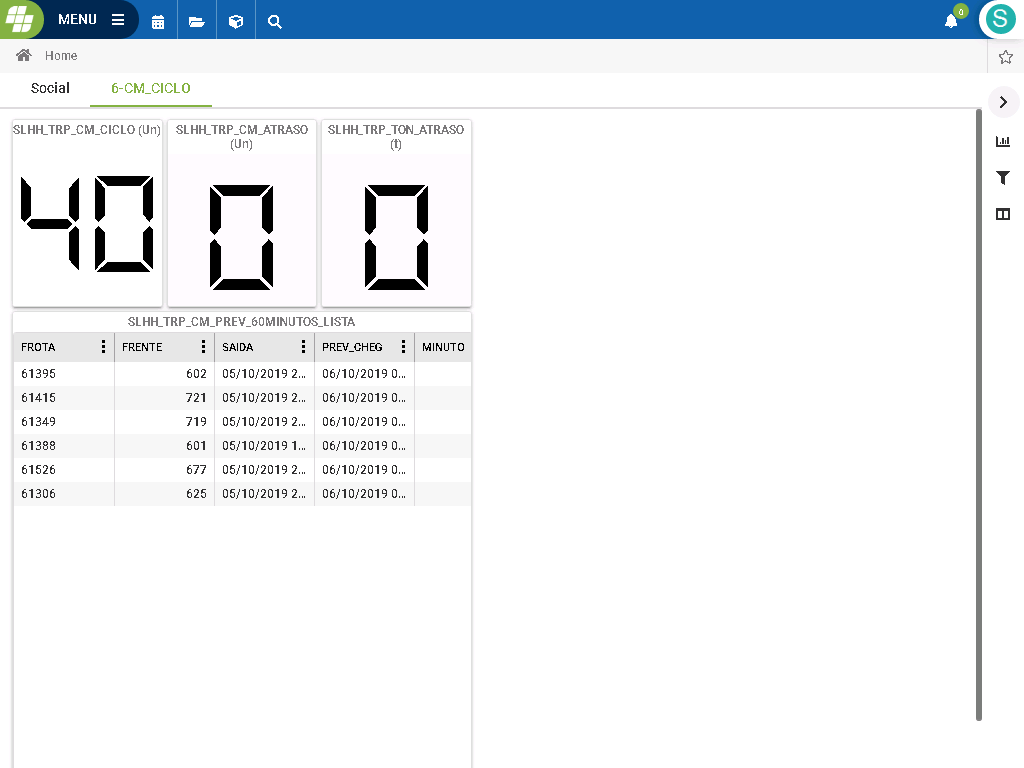 MENU
0
S
Home
Social
6-CM_CICLO
SLHH_TRP_CM_CICLO (Un)
40
SLHH_TRP_CM_ATRASO
(Un)
0
SLHH_TRP_TON_ATRASO
(t)
0
SLHH_TRP_CM_PREV_60MINUTOS_LISTA
FROTA FRENTE SAIDA PREV_CHEG MINUTO
61395 602 05/10/2019 2... 06/10/2019 0...
61415 721 05/10/2019 2... 06/10/2019 0...
61349 719 05/10/2019 2... 06/10/2019 0...
61388 601 05/10/2019 1... 06/10/2019 0...
61526 677 05/10/2019 2... 06/10/2019 0...
61306 625 05/10/2019 2... 06/10/2019 0...